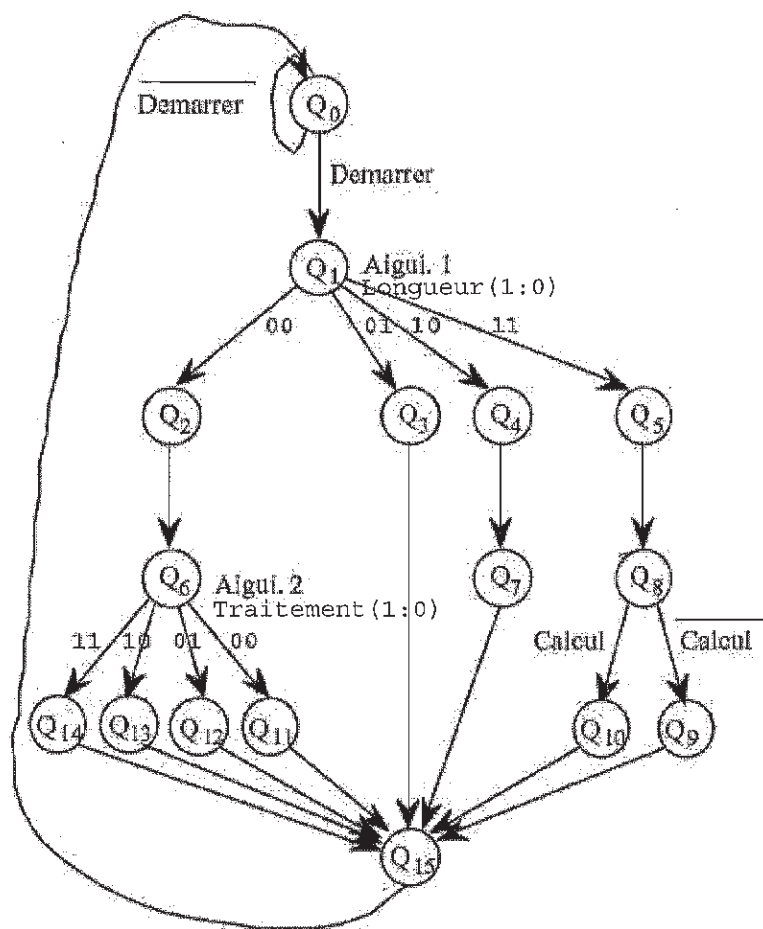 Q0
Demarrer
Demarrer
Q1 Aigui. 1
Longueur(1:0)
00 01 10 11
Q2 Q3 Q4 Q5
Q6 Aigui. 2 Q7 Q8
Traitement(1:0)
11 10 01 00 Calcul Calcul
Q14 Q13 Q12 Q11 Q10 Q9
Q15